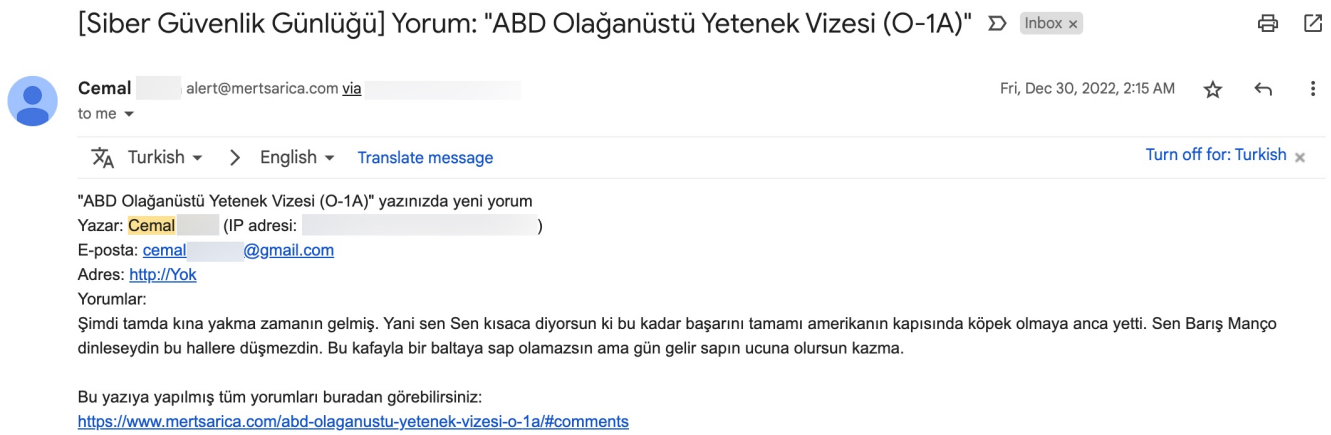 [Siber Güvenlik Günlüğü] Yorum: "ABD Olağanüstü Yetenek Vizesi (O-1A)" Inbox ×
Cemal alert@mertsarica.com via Fri, Dec 30, 2022, 2:15 AM
to me
Turkish > English Translate message Turn off for: Turkish ×
"ABD Olağanüstü Yetenek Vizesi (O-1A)" yazınızda yeni yorum
Yazar: Cemal (IP adresi: )
E-posta: cemal @gmail.com
Adres: http://Yok
Yorumlar:
Şimdi tamda kına yakma zamanın gelmiş. Yani sen Sen kısaca diyorsun ki bu kadar başarını tamamı amerikanın kapısında köpek olmaya anca yetti. Sen Barış Manço
dinleseydin bu hallere düşmezdin. Bu kafayla bir baltaya sap olamazsın ama gün gelir sapın ucuna olursun kazma.
Bu yazıya yapılmış tüm yorumları buradan görebilirsiniz:
https://www.mertsarica.com/abd-olaganustu-yetenek-vizesi-o-1a/#comments